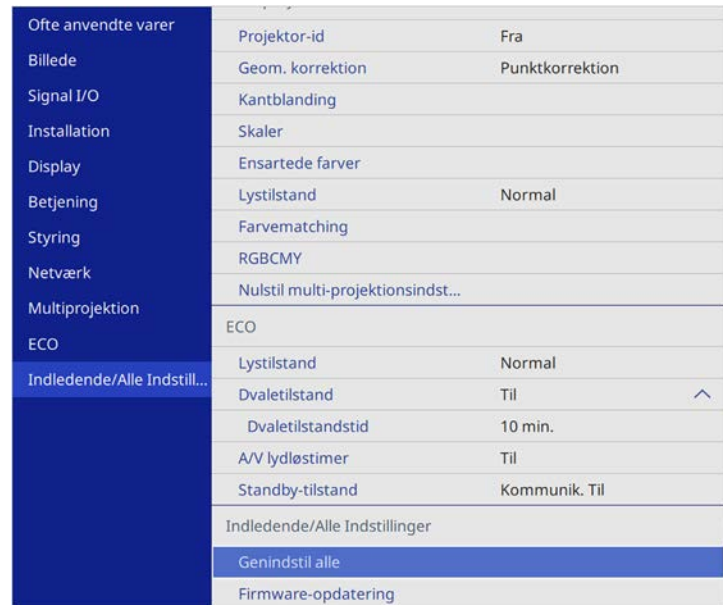 Ofte anvendte varer
Billede
Signal I/O
Installation
Display
Betjening
Styring
Netværk
Multiprojektion
ECO
Indledende/Alle Indstill...
Projektor-id Fra
Geom. korrektion Punktkorrektion
Kantblanding
Skaler
Ensartede farver
Lystilstand Normal
Farvematching
RGBCMY
Nulstil multi-projektionsindst...
ECO
Lystilstand Normal
Dvaletilstand Til
Dvaletilstandstid 10 min.
A/V lydløstimer Til
Standby-tilstand Kommunik. Til
Indledende/Alle Indstillinger
Genindstil alle
Firmware-opdatering